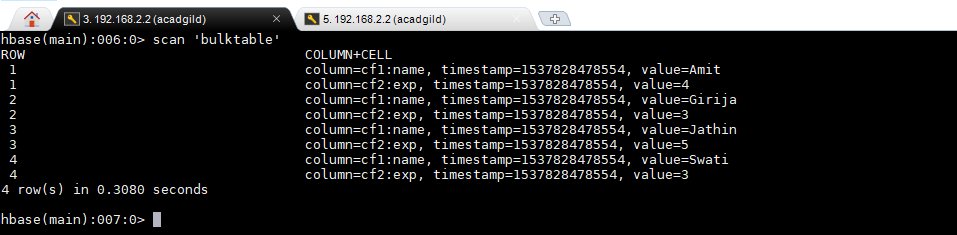 3. 192.168.2.2 (acadgild)
5. 192.168.2.2 (acadgild)
hbase(main):006:0> scan 'bulktable'
ROW COLUMN+CELL
1 column=cf1:name, timestamp=1537828478554, value=Amit
1 column=cf2:exp, timestamp=1537828478554, value=4
2 column=cf1:name, timestamp=1537828478554, value=Girija
2 column=cf2:exp, timestamp=1537828478554, value=3
3 column=cf1:name, timestamp=1537828478554, value=Jathin
3 column=cf2:exp, timestamp=1537828478554, value=5
4 column=cf1:name, timestamp=1537828478554, value=Swati
4 column=cf2:exp, timestamp=1537828478554, value=3
4 row(s) in 0.3080 seconds
hbase(main):007:0>